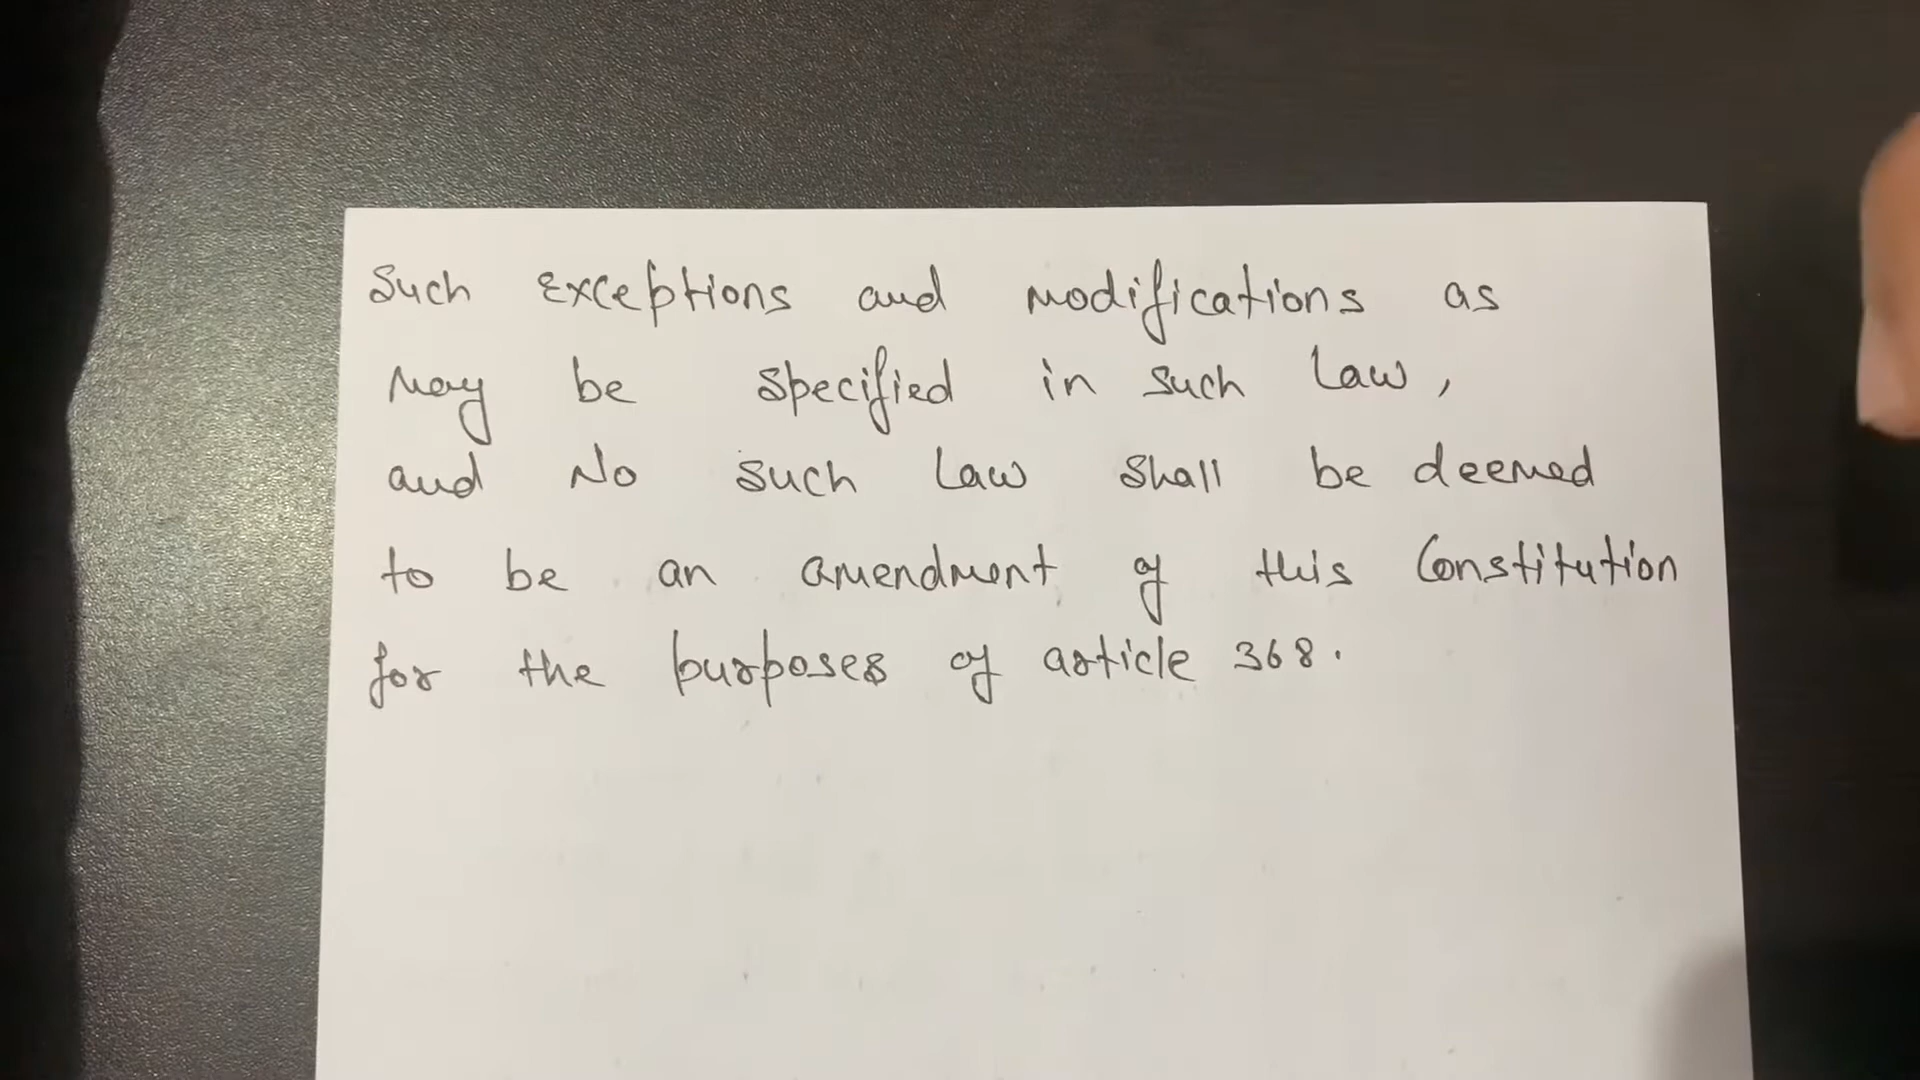 Such exceptions and modifications as
may be specified in such law,
and No such law shall be deemed
to be an amendment of this Constitution
for the purposes of article 368.